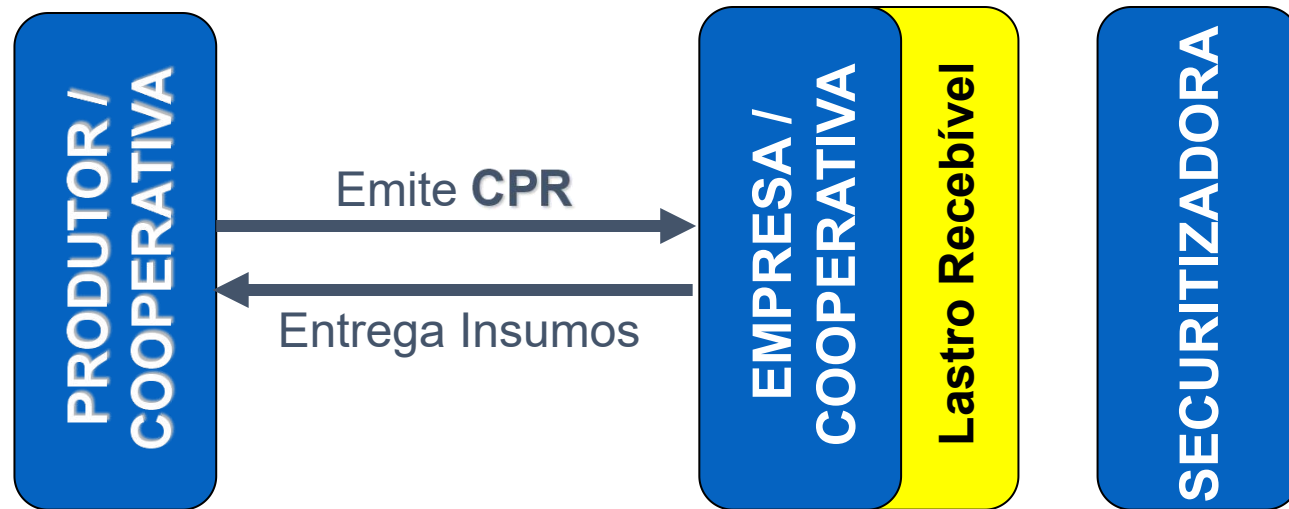 PRODUTOR /
COOPERATIVA
Emite CPR
Entrega Insumos
EMPRESA /
COOPERATIVA
Lastro Recebível
SECURITIZADORA